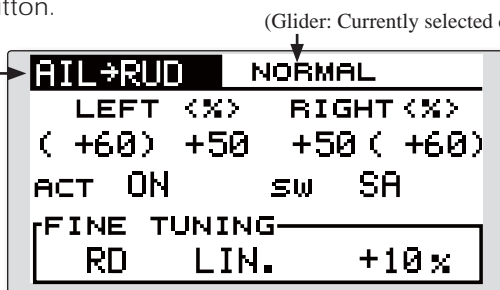 tton.
(Glider: Currently selected
AIL→RUD NORMAL
LEFT <%> RIGHT <%>
( +60) +50 +50 ( +60)
ACT ON SW SA
FINE TUNING
RD LIN. +10 %